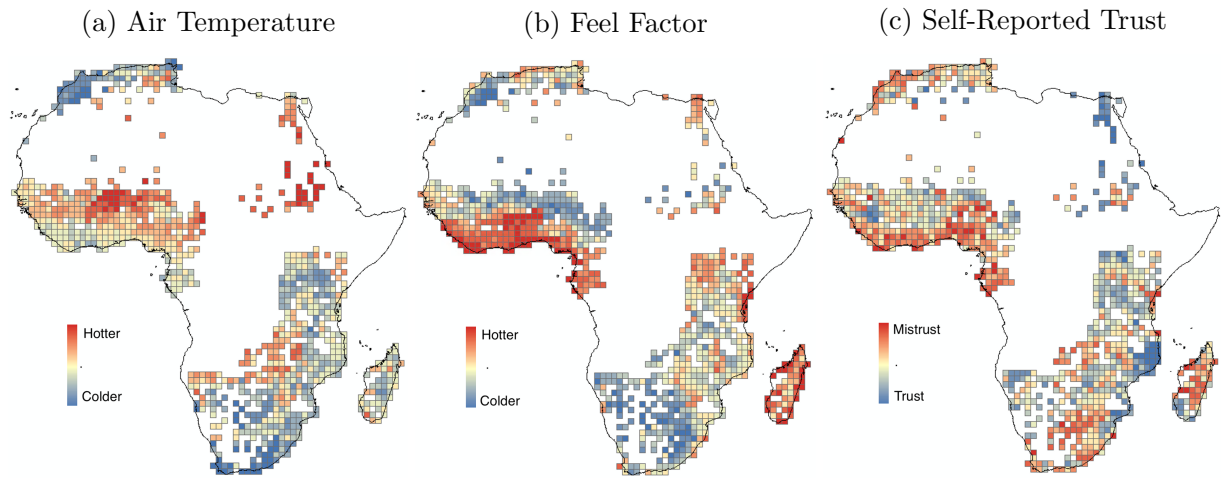 (a) Air Temperature
(b) Feel Factor
(c) Self-Reported Trust
Hotter
Colder
Hotter
Colder
Mistrust
Trust